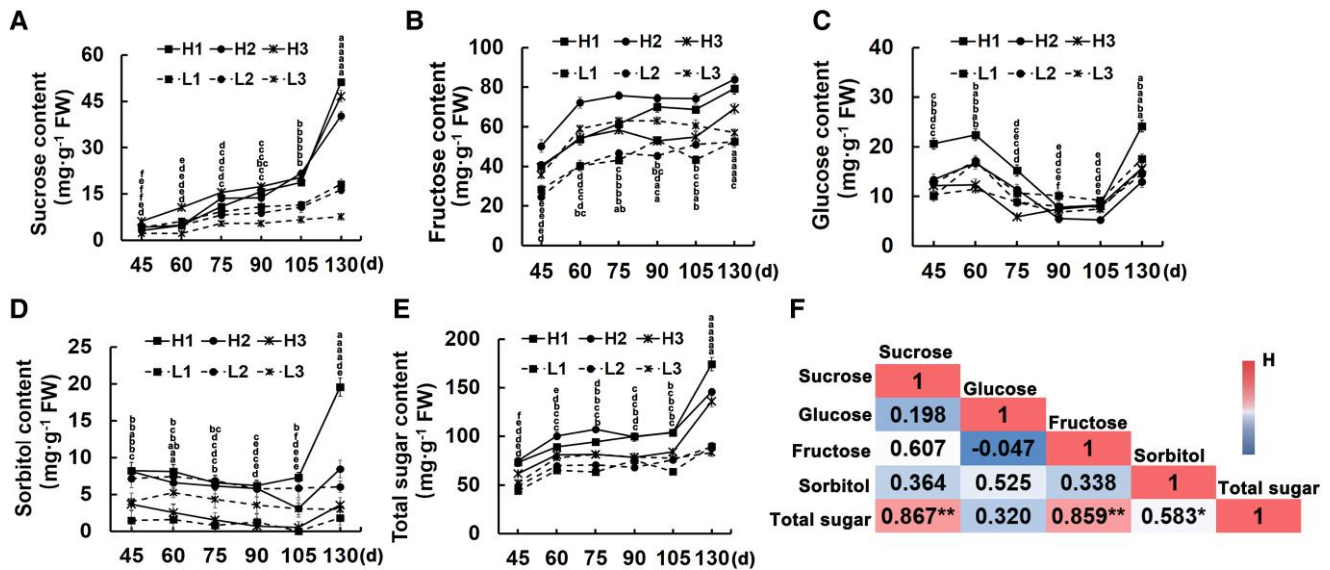 A
H1 H2 H3
L1 L2 L3
Sucrose content
(mg·g⁻¹ FW)
60
45
30
15
0
45 60 75 90 105 130 (d)
B
H1 H2 H3
L1 L2 L3
Fructose content
(mg·g⁻¹ FW)
100
80
60
40
20
0
45 60 75 90 105 130 (d)
C
H1 H2 H3
L1 L2 L3
Glucose content
(mg·g⁻¹ FW)
40
30
20
10
0
45 60 75 90 105 130 (d)
D
H1 H2 H3
L1 L2 L3
Sorbitol content
(mg·g⁻¹ FW)
25
20
15
10
5
0
45 60 75 90 105 130 (d)
E
H1 H2 H3
L1 L2 L3
Total sugar content
(mg·g⁻¹ FW)
200
150
100
50
0
45 60 75 90 105 130 (d)
F
Sucrose
Sucrose 1 Glucose
Glucose 0.198 1 Fructose
Fructose 0.607 -0.047 1 Sorbitol
Sorbitol 0.364 0.525 0.338 1 Total sugar
Total sugar 0.867** 0.320 0.859** 0.583* 1
H